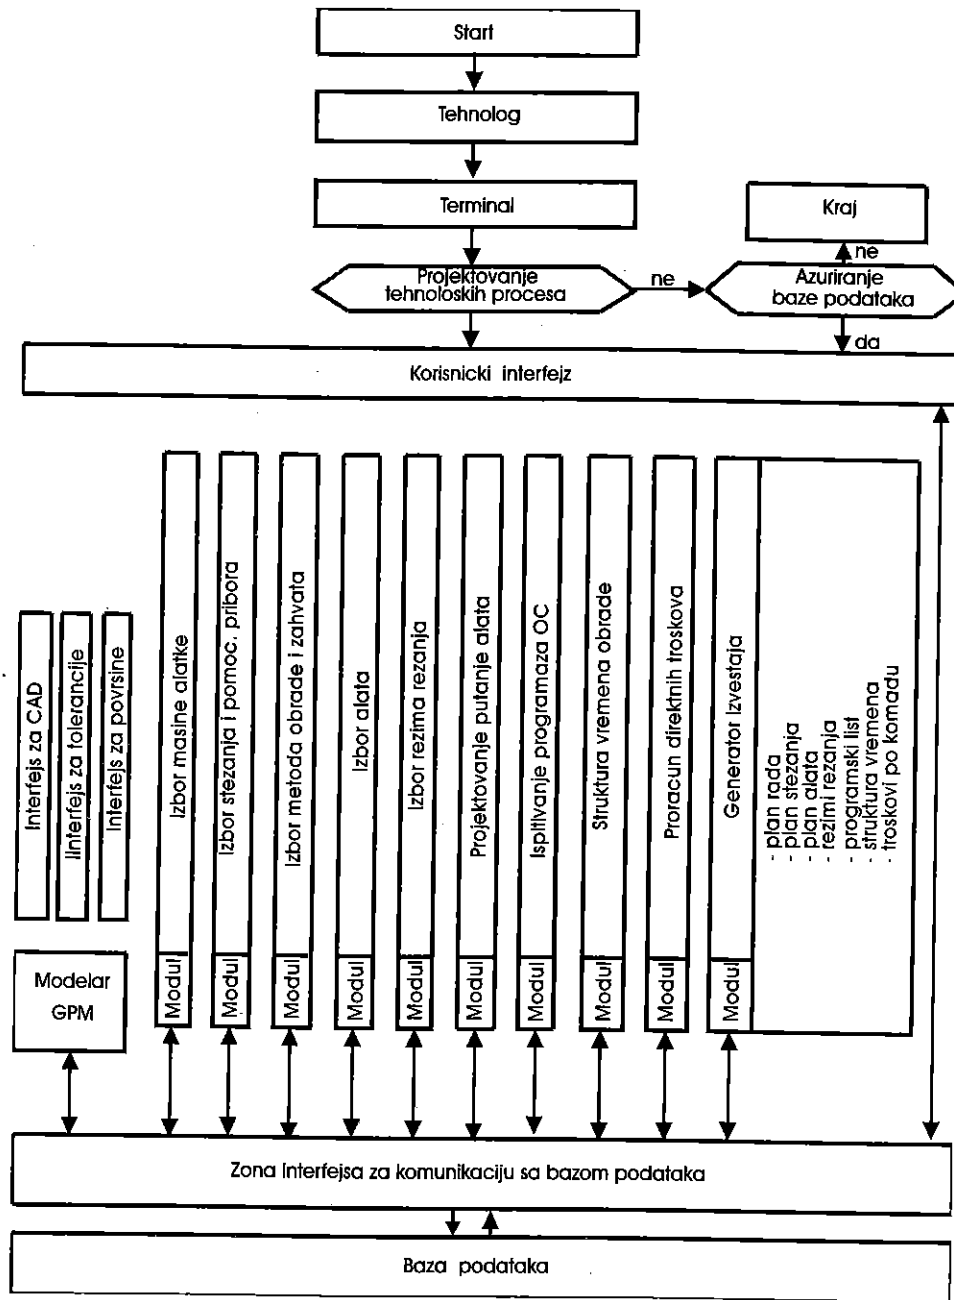 Start
Tehnolog
Terminal
Kraj
ne
Projektovanje
tehnoloskih procesa
ne
Azuriranje
baze podataka
da
Korisnicki interfejz
Interfejs za CAD
IInterfejs za tolerancije
Interfejs za povrsine
Modelar
GPM
Izbor masine alatke
Modul
Izbor stezanja i pomoc. pribora
Modul
Izbor metoda obrade i zahvata
Modul
Izbor alata
Modul
Izbor rezima rezanja
Modul
Projektovanje putanje alata
Modul
Ispitivanje programaza OC
Modul
Struktura vremena obrade
Modul
Proracun direktnih troskova
Modul
Generator izvestaja
Modul
- plan rada
- plan stezanja
- plan alata
- rezimi rezanja
- programski list
- struktura vremena
- troskovi po komadu
Zona interfejsa za komunikaciju sa bazom podataka
Baza podataka